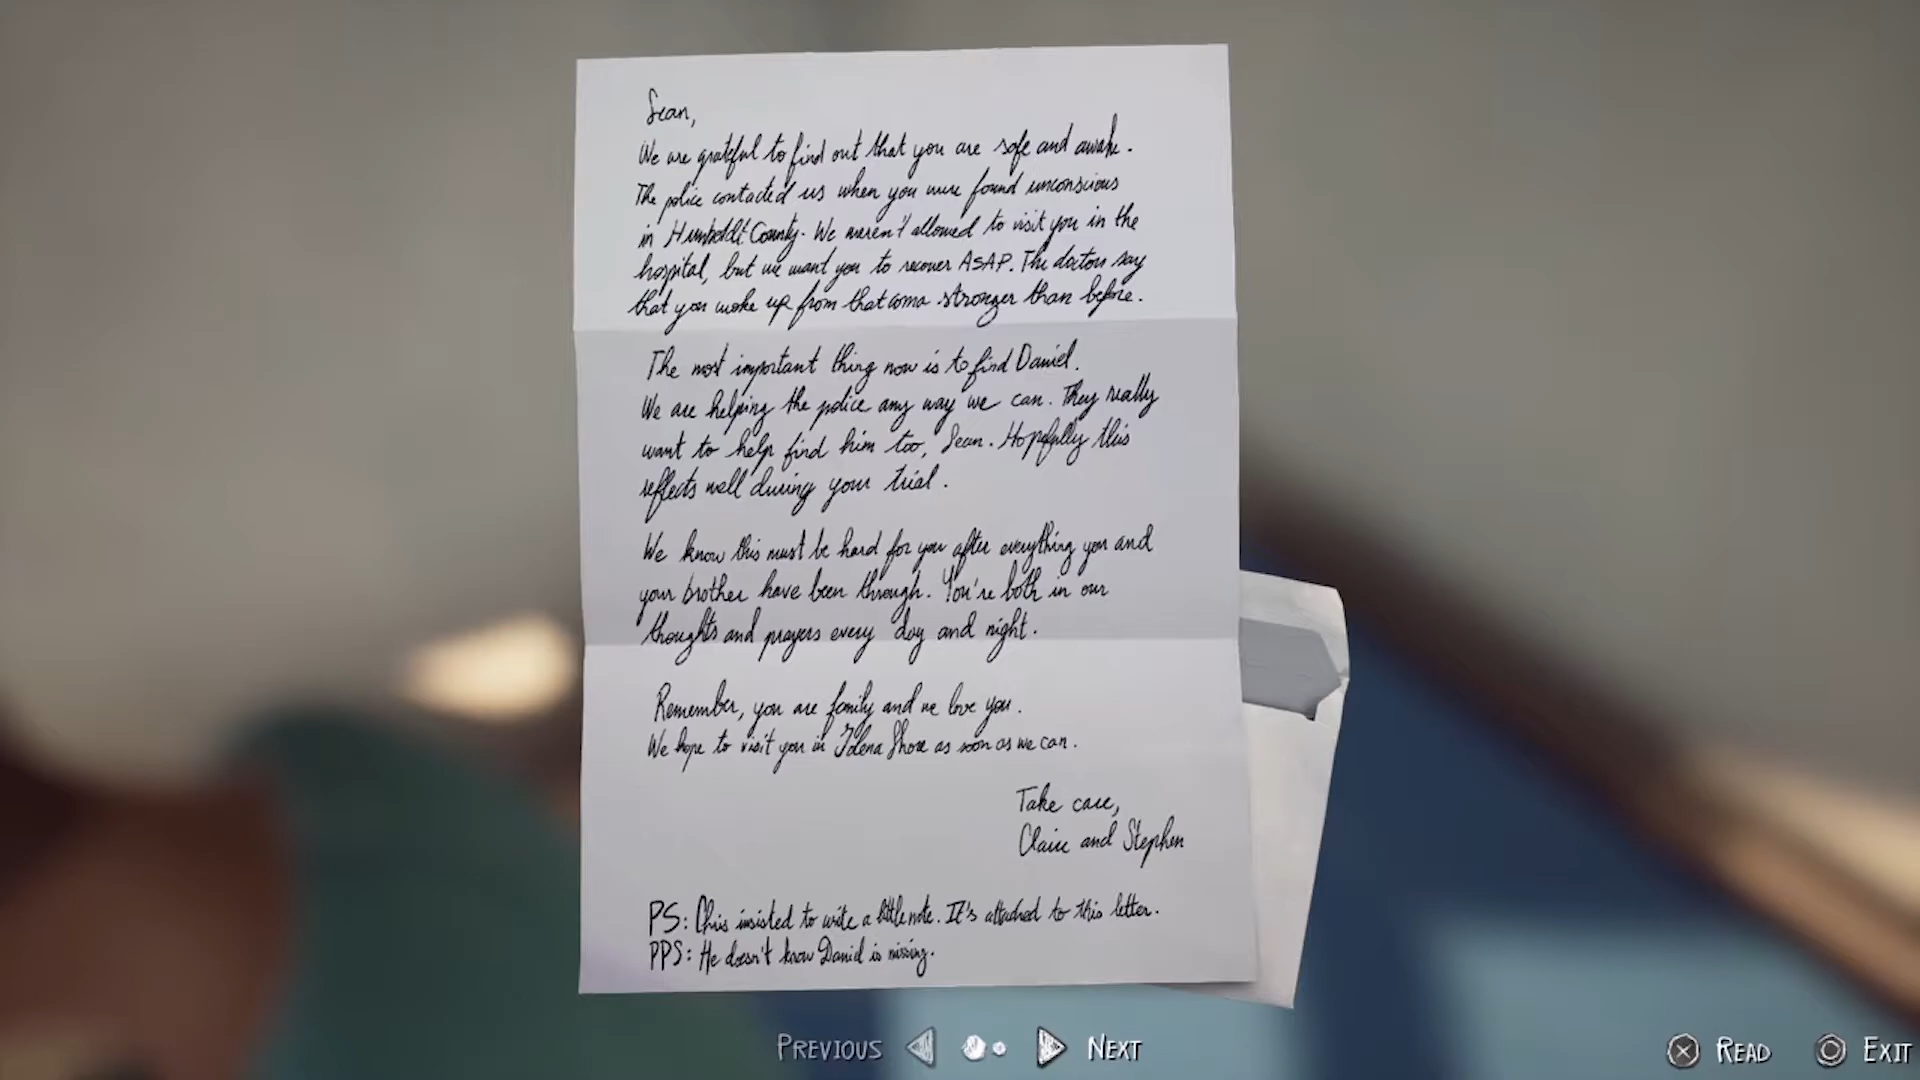 Sean,
We are grateful to find out that you are safe and awake.
The police contacted us when you were found unconscious
in Humboldt County. We weren't allowed to visit you in the
hospital, but we want you to recover ASAP. The doctors say
that you woke up from that coma stronger than before.
The most important thing now is to find Daniel.
We are helping the police any way we can. They really
want to help find him too, Sean. Hopefully this
reflects well during your trial.
We know this must be hard for you after everything you and
your brother have been through. You're both in our
thoughts and prayers every day and night.
Remember, you are family and we love you.
We hope to visit you in Shore as soon as we can.
Take care,
Claire and Stephen
PS: Chris insisted to write a little note. It's attached to this letter.
PPS: He doesn't know Daniel is missing.
PREVIOUS NEXT
READ EXIT